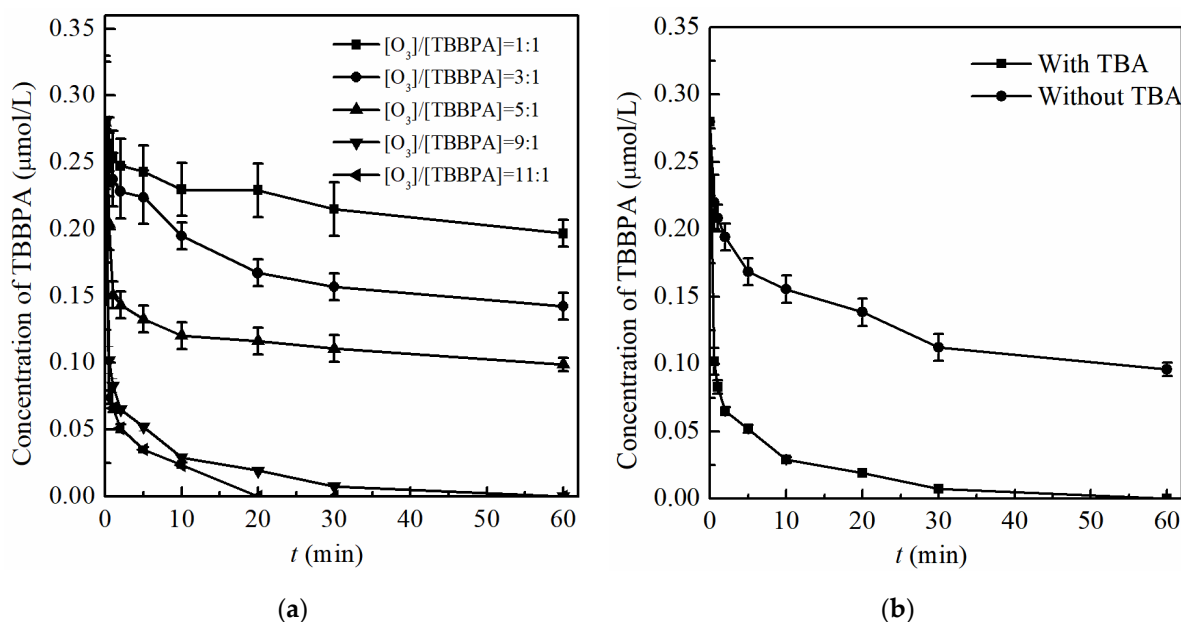 0.35
0.30
0.25
0.20
0.15
0.10
0.05
0.00
Concentration of TBBPA (μmol/L)
[O3]/[TBBPA]=1:1
[O3]/[TBBPA]=3:1
[O3]/[TBBPA]=5:1
[O3]/[TBBPA]=9:1
[O3]/[TBBPA]=11:1
0 10 20 30 40 50 60
t (min)
(a)
0.35
0.30
0.25
0.20
0.15
0.10
0.05
0.00
Concentration of TBBPA (μmol/L)
With TBA
Without TBA
0 10 20 30 40 50 60
t (min)
(b)